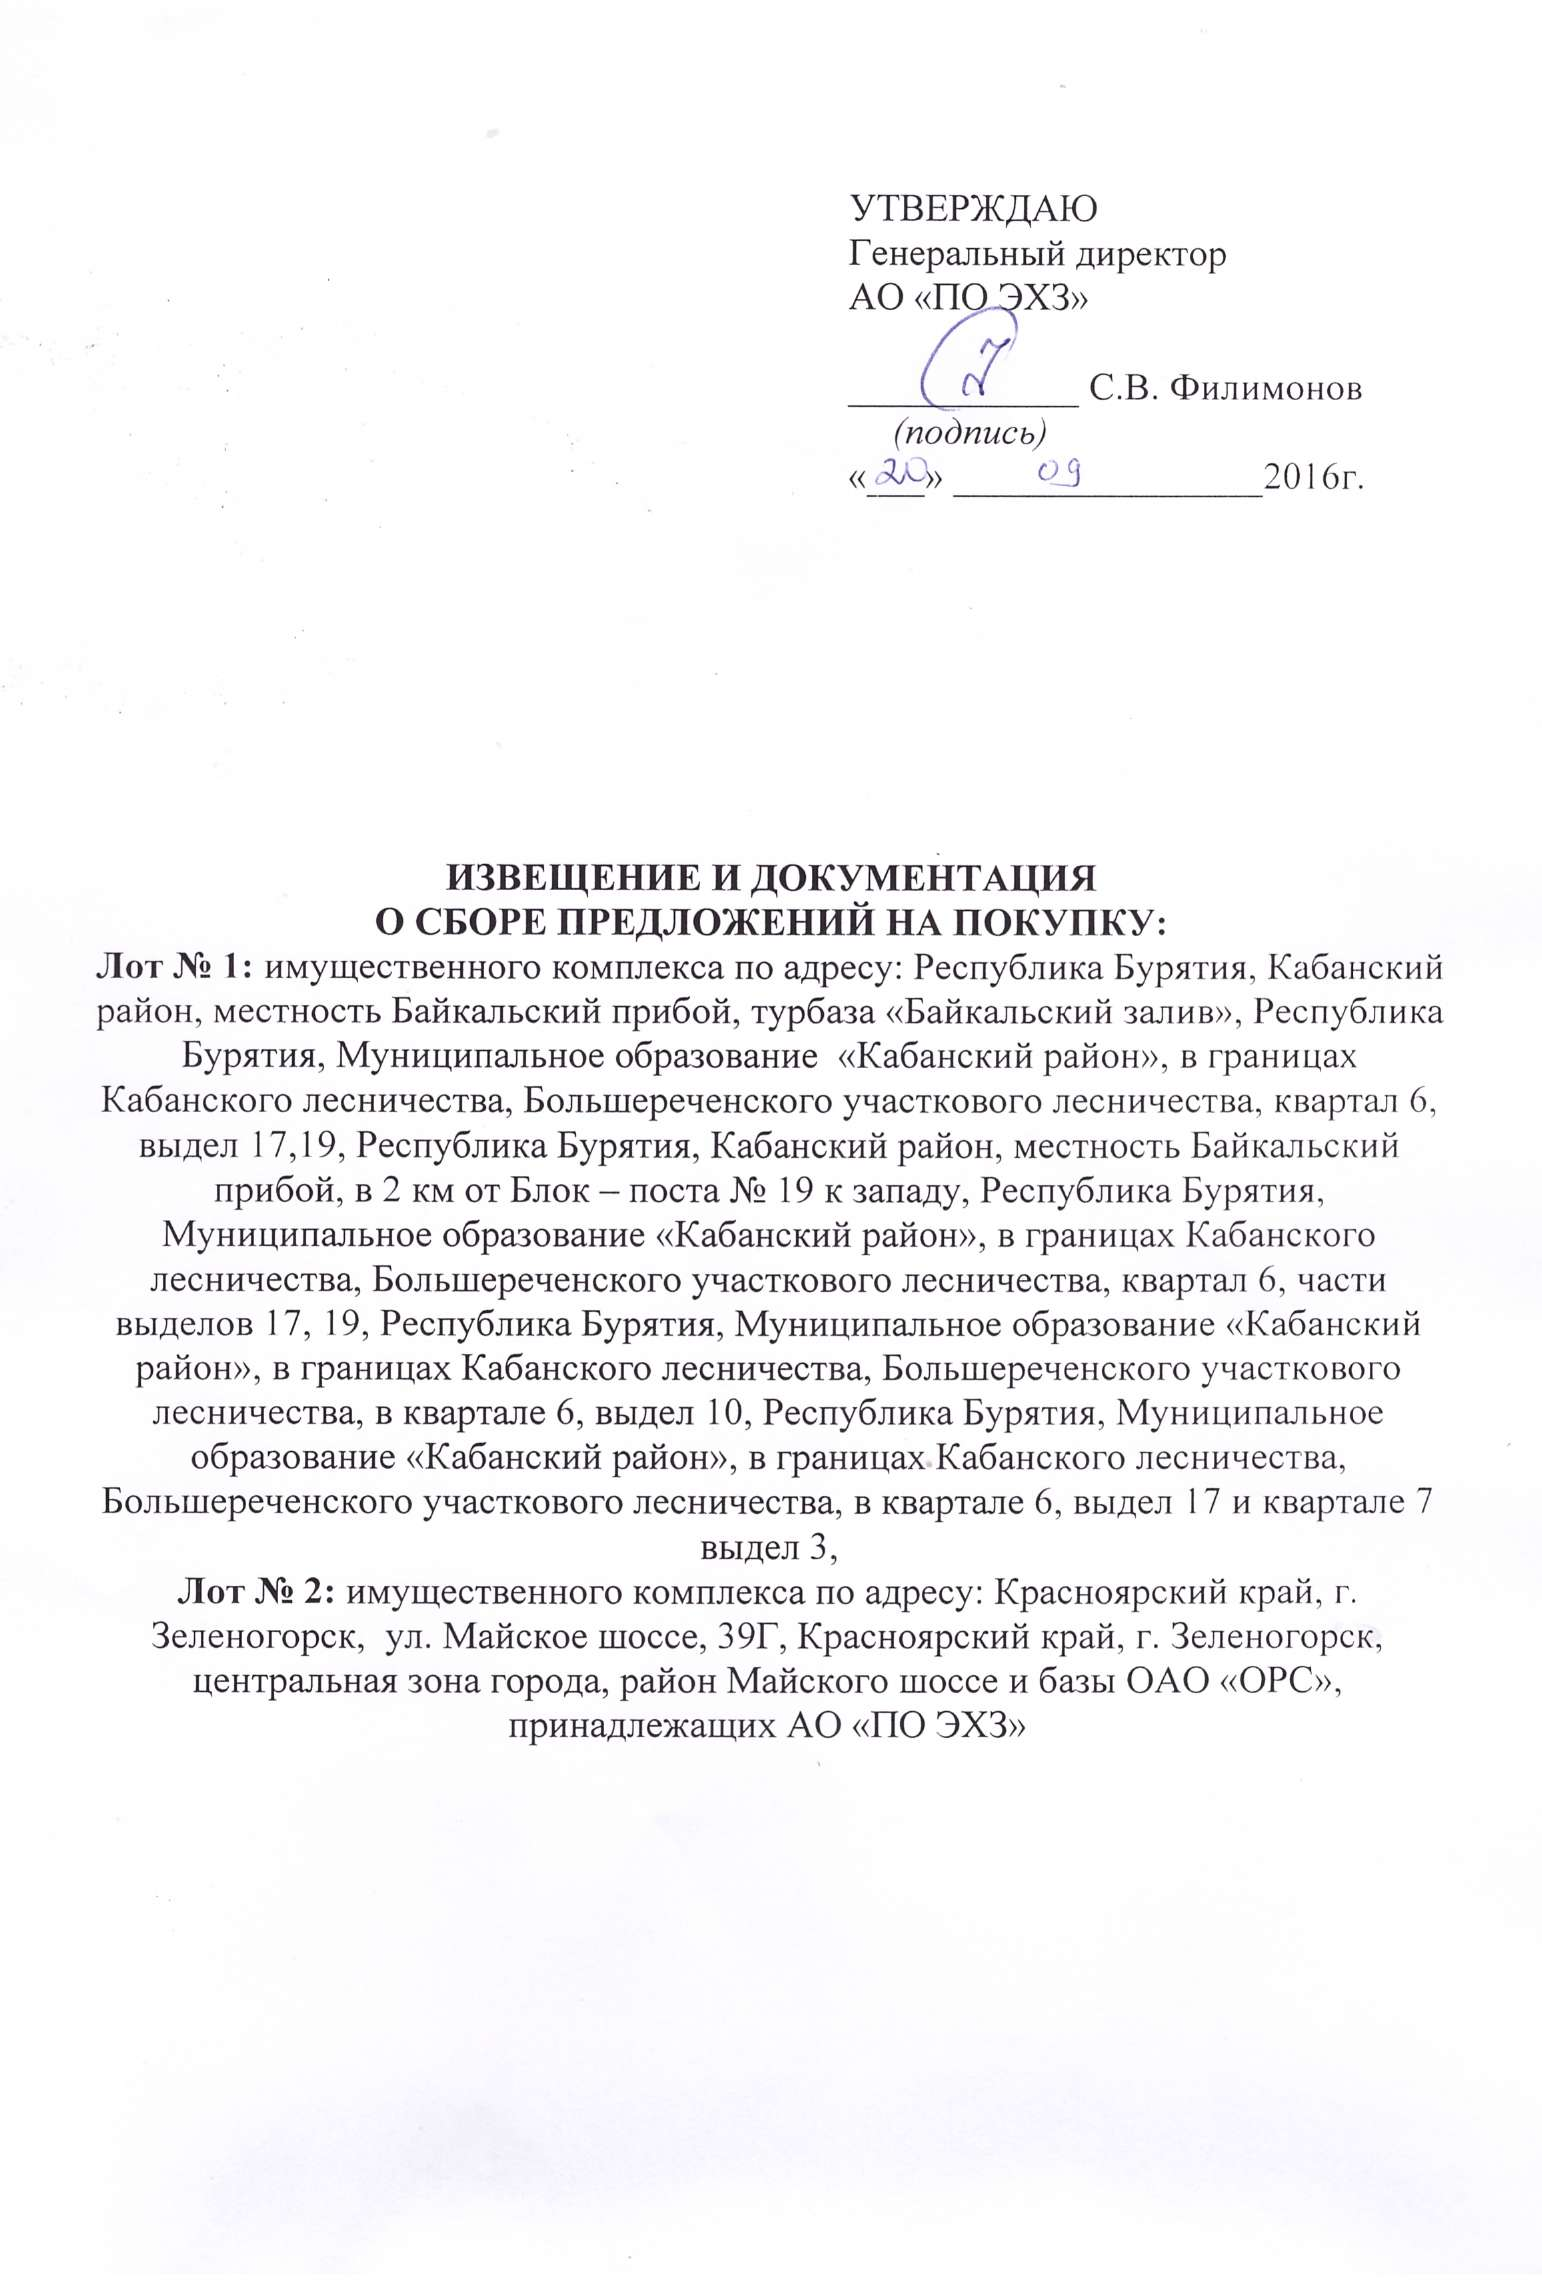 УТВЕРЖДАЮ
Генеральный директор
АО «ПО ЭХЗ»
С.В. Филимонов
(подпись)
«20» 09 2016г.
ИЗВЕЩЕНИЕ И ДОКУМЕНТАЦИЯ
О СБОРЕ ПРЕДЛОЖЕНИЙ НА ПОКУПКУ:
Лот № 1: имущественного комплекса по адресу: Республика Бурятия, Кабанский
район, местность Байкальский прибой, турбаза «Байкальский залив», Республика
Бурятия, Муниципальное образование «Кабанский район», в границах
Кабанского лесничества, Большереченского участкового лесничества, квартал 6,
выдел 17,19, Республика Бурятия, Кабанский район, местность Байкальский
прибой, в 2 км от Блок – поста № 19 к западу, Республика Бурятия,
Муниципальное образование «Кабанский район», в границах Кабанского
лесничества, Большереченского участкового лесничества, квартал 6, части
выделов 17, 19, Республика Бурятия, Муниципальное образование «Кабанский
район», в границах Кабанского лесничества, Большереченского участкового
лесничества, в квартале 6, выдел 10, Республика Бурятия, Муниципальное
образование «Кабанский район», в границах Кабанского лесничества,
Большереченского участкового лесничества, в квартале 6, выдел 17 и квартале 7
выдел 3,
Лот № 2: имущественного комплекса по адресу: Красноярский край, г.
Зеленогорск, ул. Майское шоссе, 39Г, Красноярский край, г. Зеленогорск,
центральная зона города, район Майского шоссе и базы ОАО «ОРС»,
принадлежащих АО «ПО ЭХЗ»